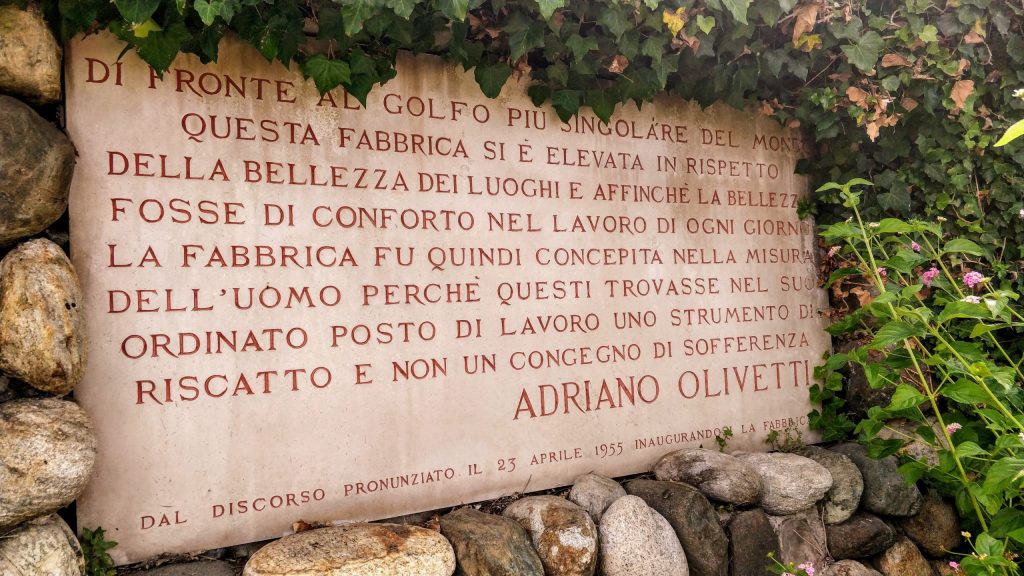 DI FRONTE AL GOLFO PIÙ SINGOLARE DEL MONDO
QUESTA FABBRICA SI È ELEVATA IN RISPETTO
DELLA BELLEZZA DEI LUOGHI E AFFINCHÈ LA BELLEZZA
FOSSE DI CONFORTO NEL LAVORO DI OGNI GIORNO
LA FABBRICA FU QUINDI CONCEPITA NELLA MISURA
DELL'UOMO PERCHÈ QUESTI TROVASSE NEL SUO
ORDINATO POSTO DI LAVORO UNO STRUMENTO DI
RISCATTO E NON UN CONGEGNO DI SOFFERENZA
ADRIANO OLIVETTI
DAL DISCORSO PRONUNZIATO IL 23 APRILE 1955 INAUGURANDOSI LA FABBRICA